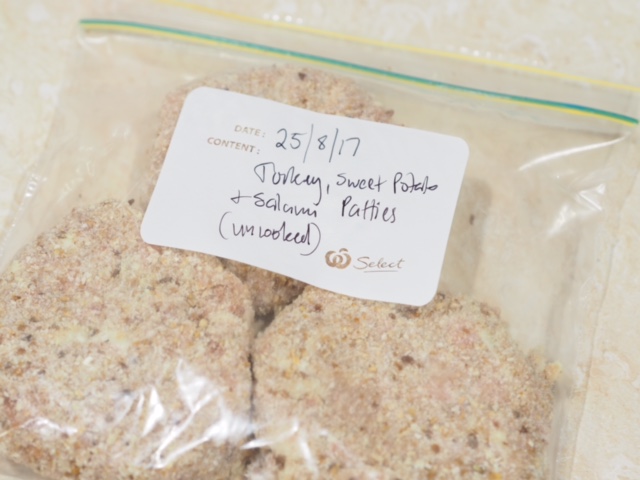 DATE: 25/8/17
CONTENT:
Turkey, Sweet Potato
+ Salami Patties
(uncooked)
Select